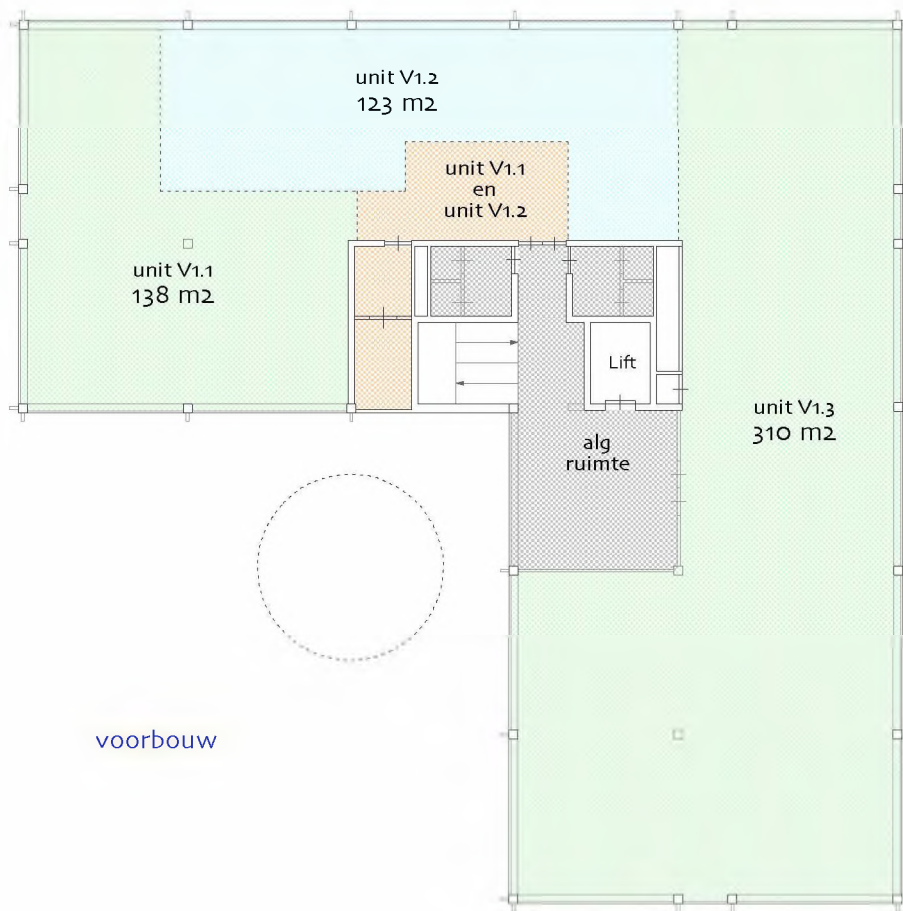 unit V1.2
123 m2
unit V1.1
en
unit V1.2
unit V1.1
138 m2
Lift
unit V1.3
310 m2
alg
ruimte
voorbouw